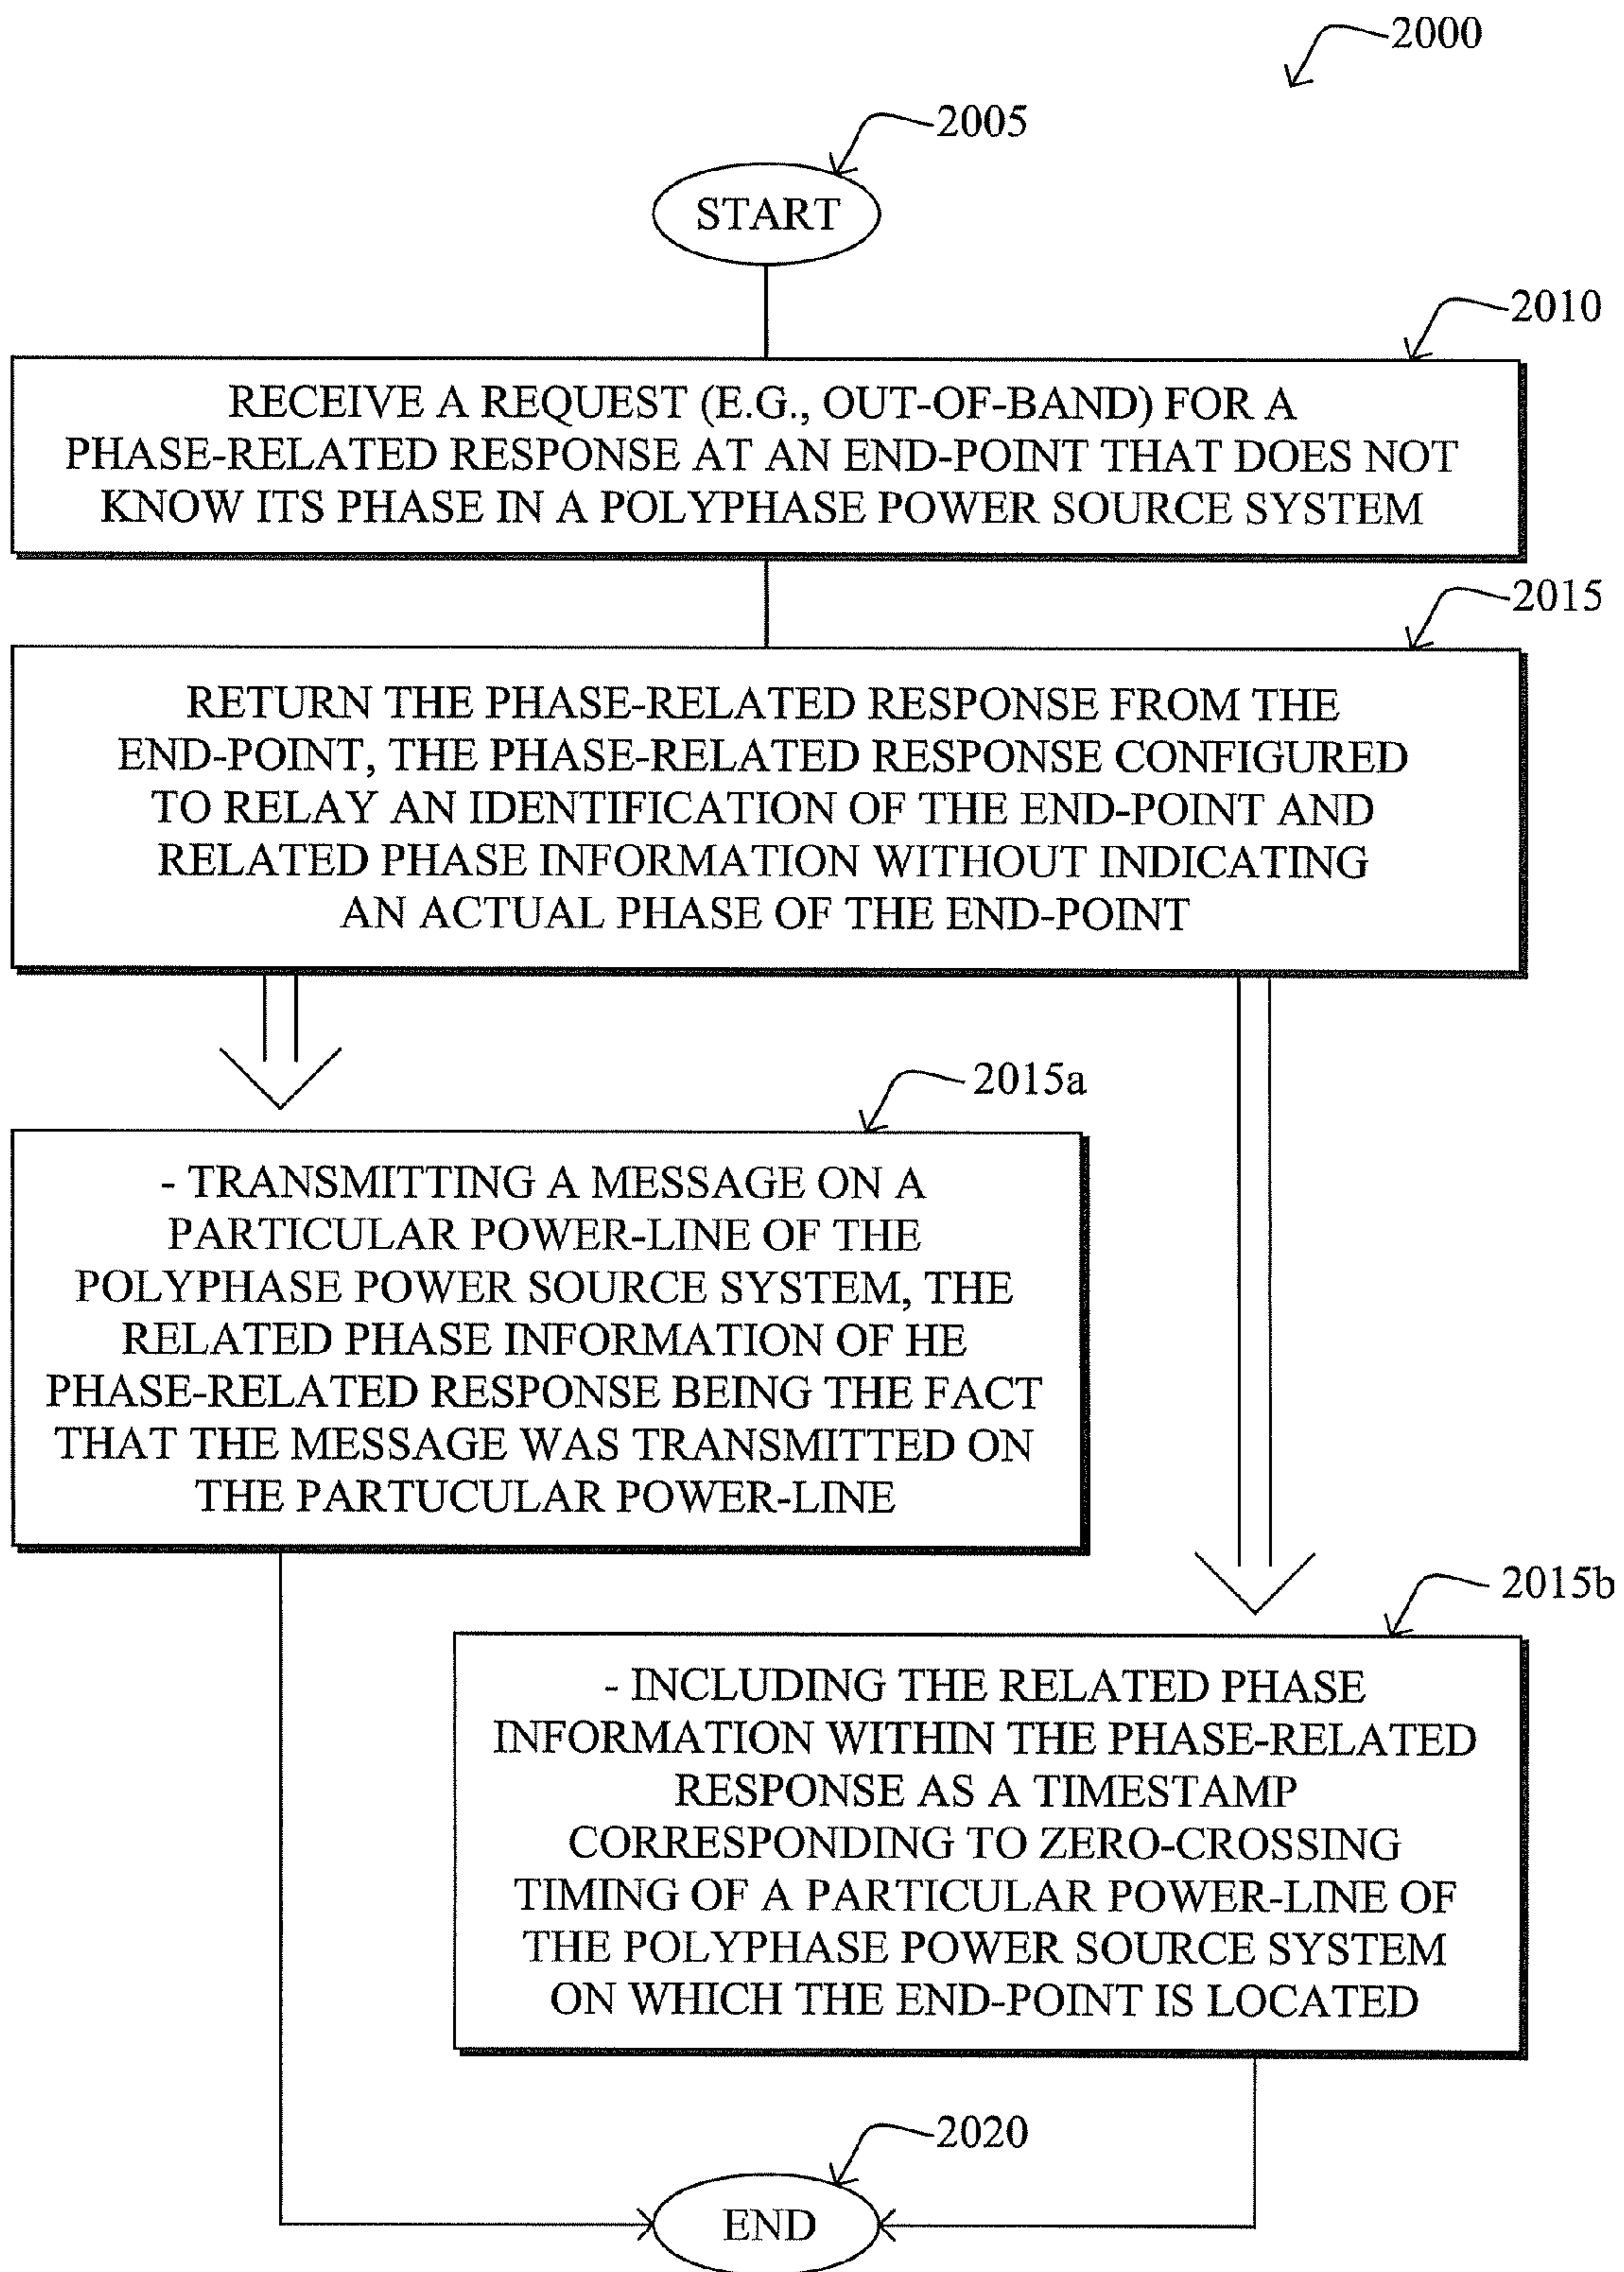 2000
2005
START
2010
RECEIVE A REQUEST (E.G., OUT-OF-BAND) FOR A
PHASE-RELATED RESPONSE AT AN END-POINT THAT DOES NOT
KNOW ITS PHASE IN A POLYPHASE POWER SOURCE SYSTEM
2015
RETURN THE PHASE-RELATED RESPONSE FROM THE
END-POINT, THE PHASE-RELATED RESPONSE CONFIGURED
TO RELAY AN IDENTIFICATION OF THE END-POINT AND
RELATED PHASE INFORMATION WITHOUT INDICATING
AN ACTUAL PHASE OF THE END-POINT
2015a
- TRANSMITTING A MESSAGE ON A
PARTICULAR POWER-LINE OF THE
POLYPHASE POWER SOURCE SYSTEM, THE
RELATED PHASE INFORMATION OF HE
PHASE-RELATED RESPONSE BEING THE FACT
THAT THE MESSAGE WAS TRANSMITTED ON
THE PARTUCULAR POWER-LINE
2015b
- INCLUDING THE RELATED PHASE
INFORMATION WITHIN THE PHASE-RELATED
RESPONSE AS A TIMESTAMP
CORRESPONDING TO ZERO-CROSSING
TIMING OF A PARTICULAR POWER-LINE OF
THE POLYPHASE POWER SOURCE SYSTEM
ON WHICH THE END-POINT IS LOCATED
2020
END